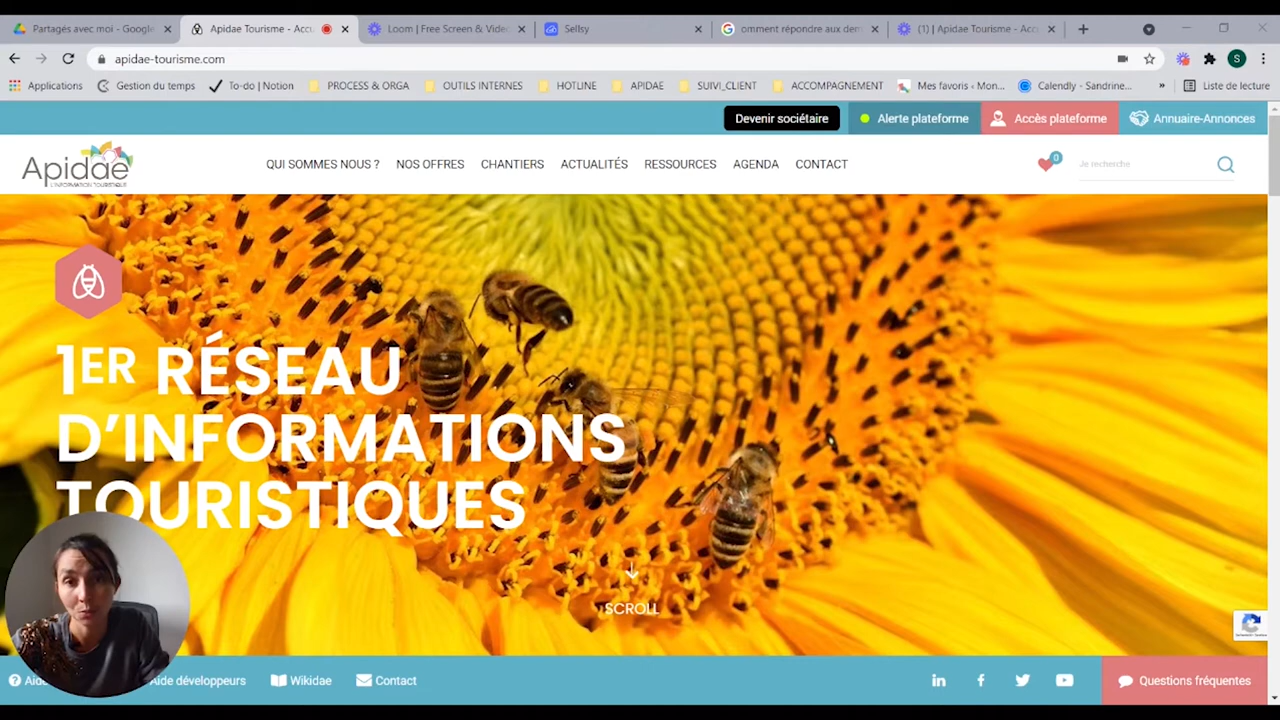 Partagés avec moi - Google
Apidae Tourisme - Accu
Loom | Free Screen & Video
Sellsy
omment répondre aux dem
(1) | Apidae Tourisme - Acc
apidae-tourisme.com
S
Applications
Gestion du temps
To-do | Notion
PROCESS & ORGA
OUTILS INTERNES
HOTLINE
APIDAE
SUIVI_CLIENT
ACCOMPAGNEMENT
Mes favoris ‹ Mon...
Calendly - Sandrine...
»
Liste de lecture
Devenir sociétaire
Alerte plateforme
Accès plateforme
Annuaire-Annonces
Apidae
L'INFORMATION TOURISTIQUE
QUI SOMMES NOUS ?
NOS OFFRES
CHANTIERS
ACTUALITÉS
RESSOURCES
AGENDA
CONTACT
0
Je recherche
1ER RÉSEAU
D'INFORMATIONS
TOURISTIQUES
SCROLL
Aide développeurs
Wikidae
Contact
Questions fréquentes